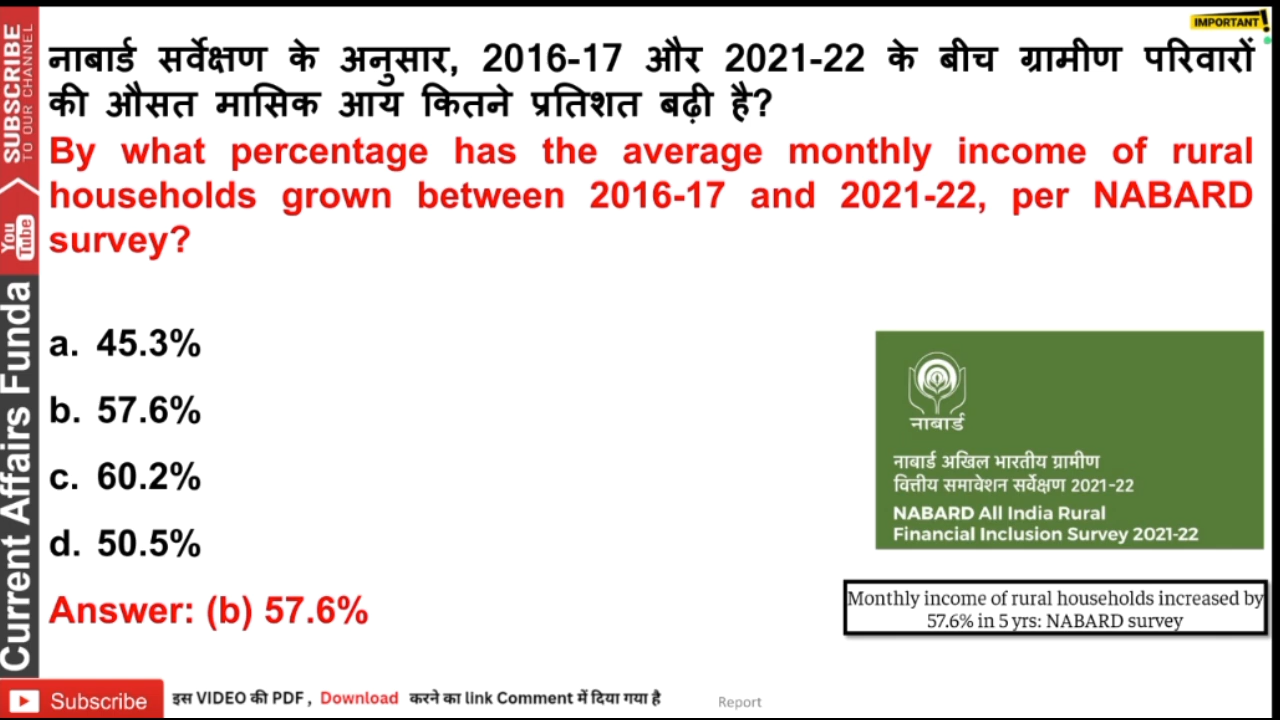 IMPORTANT
नाबार्ड सर्वेक्षण के अनुसार, 2016-17 और 2021-22 के बीच ग्रामीण परिवारों
की औसत मासिक आय कितने प्रतिशत बढ़ी है?
By what percentage has the average monthly income of rural
households grown between 2016-17 and 2021-22, per NABARD
survey?
a. 45.3%
b. 57.6%
c. 60.2%
d. 50.5%
Answer: (b) 57.6%
नाबार्ड
नाबार्ड अखिल भारतीय ग्रामीण
वित्तीय समावेशन सर्वेक्षण 2021-22
NABARD All India Rural
Financial Inclusion Survey 2021-22
Monthly income of rural households increased by
57.6% in 5 yrs: NABARD survey
SUBSCRIBE
TO OUR CHANNEL
You
Tube
Current Affairs Funda
Subscribe
इस VIDEO की PDF , Download करने का link Comment में दिया गया है
Report